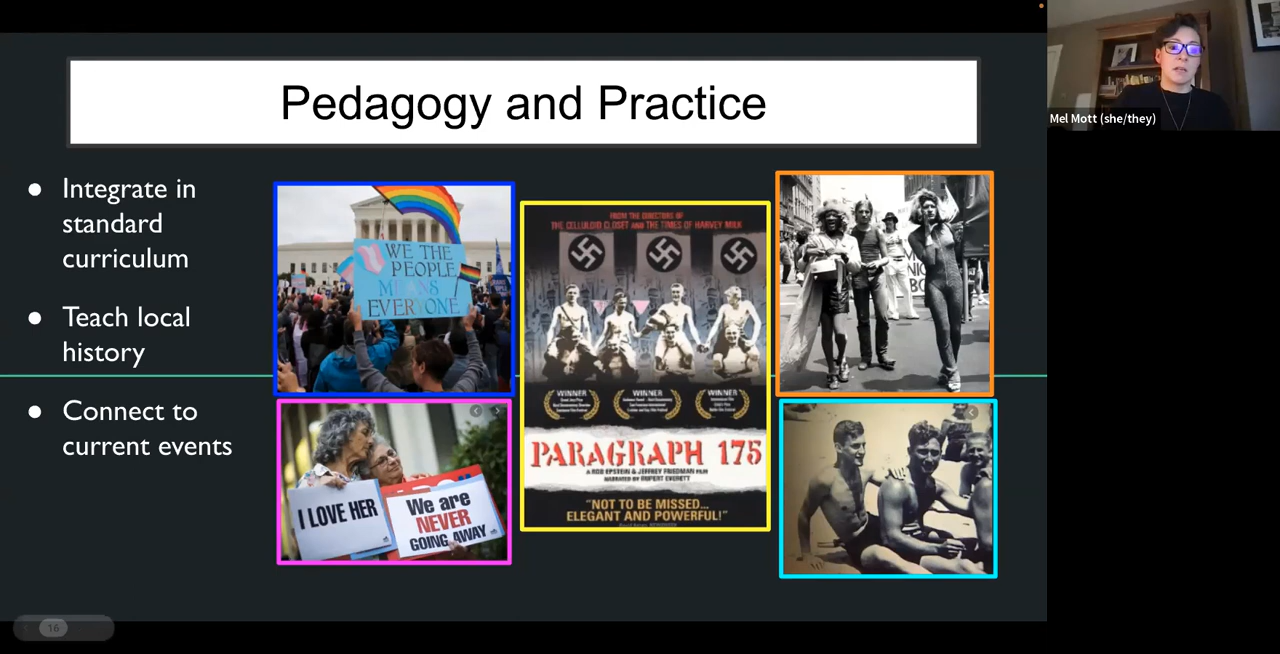 Pedagogy and Practice
Mel Mott (she/they)
● Integrate in
standard
curriculum
● Teach local
history
● Connect to
current events
WE THE
PEOPLE
MEANS
EVERYONE
I LOVE HER
We are
NEVER
GOING AWAY
FROM THE DIRECTORS OF
THE CELLULOID CLOSET AND THE TIMES OF HARVEY MILK
WINNER
WINNER
WINNER
PARAGRAPH 175
A ROB EPSTEIN & JEFFREY FRIEDMAN FILM
NARRATED BY RUPERT EVERETT
"NOT TO BE MISSED...
ELEGANT AND POWERFUL!"
16